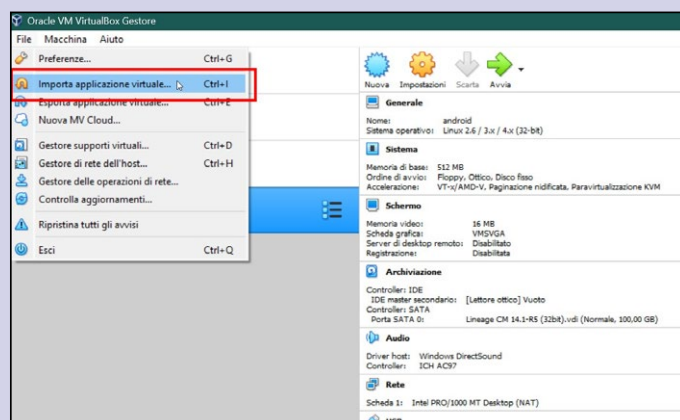 Oracle VM VirtualBox Gestore
File Macchina Aiuto
Preferenze... Ctrl+G
Importa applicazione virtuale... Ctrl+I
Esporta applicazione virtuale... Ctrl+E
Nuova MV Cloud...
Gestore supporti virtuali... Ctrl+D
Gestore di rete dell'host... Ctrl+H
Gestore delle operazioni di rete...
Controlla aggiornamenti...
Ripristina tutti gli avvisi
Esci Ctrl+Q
Nuova Impostazioni Scarta Avvia
Generale
Nome: android
Sistema operativo: Linux 2.6 / 3.x / 4.x (32-bit)
Sistema
Memoria di base: 512 MB
Ordine di avvio: Floppy, Ottico, Disco fisso
Accelerazione: VT-x/AMD-V, Paginazione nidificata, Paravirtualizzazione KVM
Schermo
Memoria video: 16 MB
Scheda grafica: VMSVGA
Server di desktop remoto: Disabilitato
Registrazione: Disabilitata
Archiviazione
Controller: IDE
IDE master secondario: [Lettore ottico] Vuoto
Controller: SATA
Porta SATA 0: Lineage CM 14.1-R5 (32bit).vdi (Normale, 100,00 GB)
Audio
Driver host: Windows DirectSound
Controller: ICH AC97
Rete
Scheda 1: Intel PRO/1000 MT Desktop (NAT)